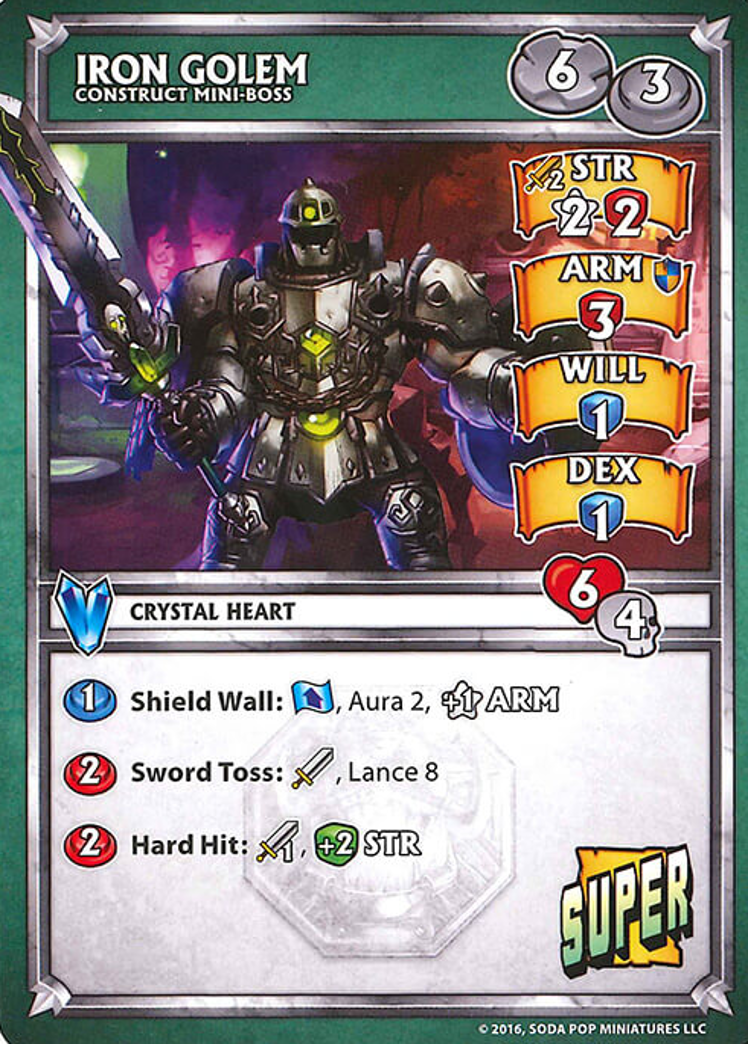 IRON GOLEM
CONSTRUCT MINI-BOSS
6 3
2 STR
2 2
ARM
3
WILL
1
DEX
1
6
4
CRYSTAL HEART
1 Shield Wall: , Aura 2, +1 ARM
2 Sword Toss: , Lance 8
2 Hard Hit: 1, +2 STR
SUPER
© 2016, SODA POP MINIATURES LLC